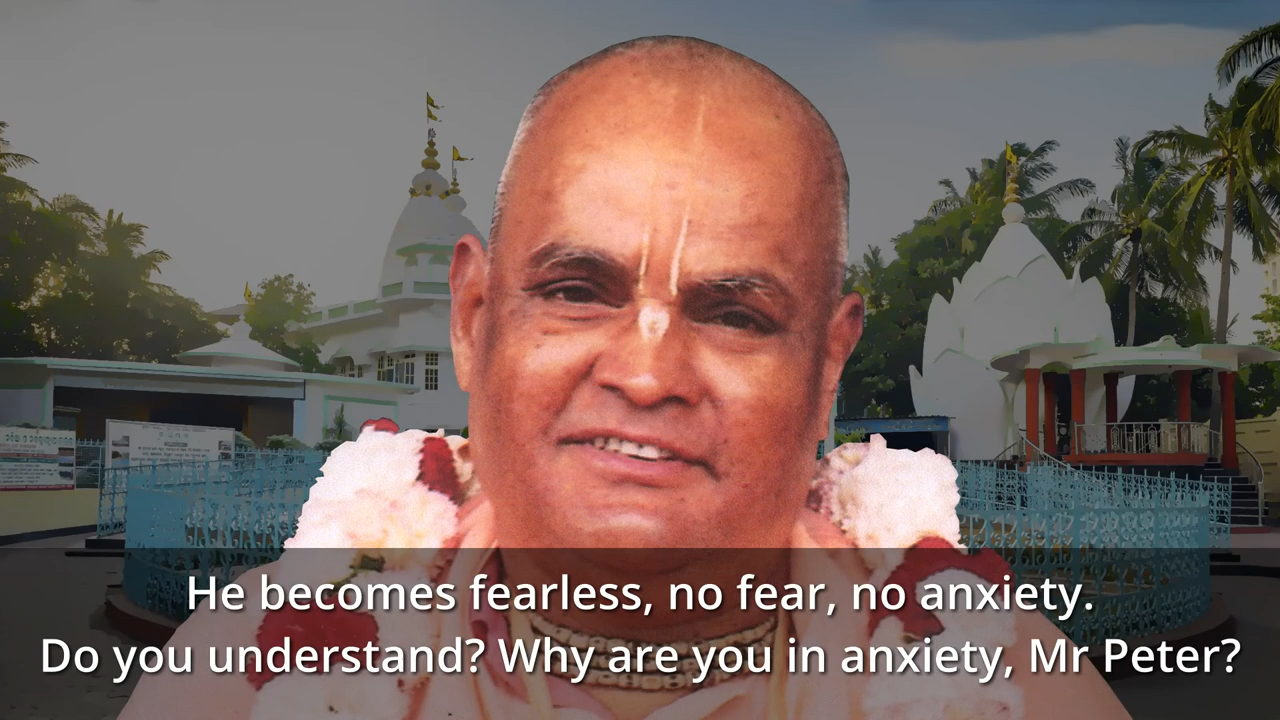 He becomes fearless, no fear, no anxiety.
Do you understand? Why are you in anxiety, Mr Peter?